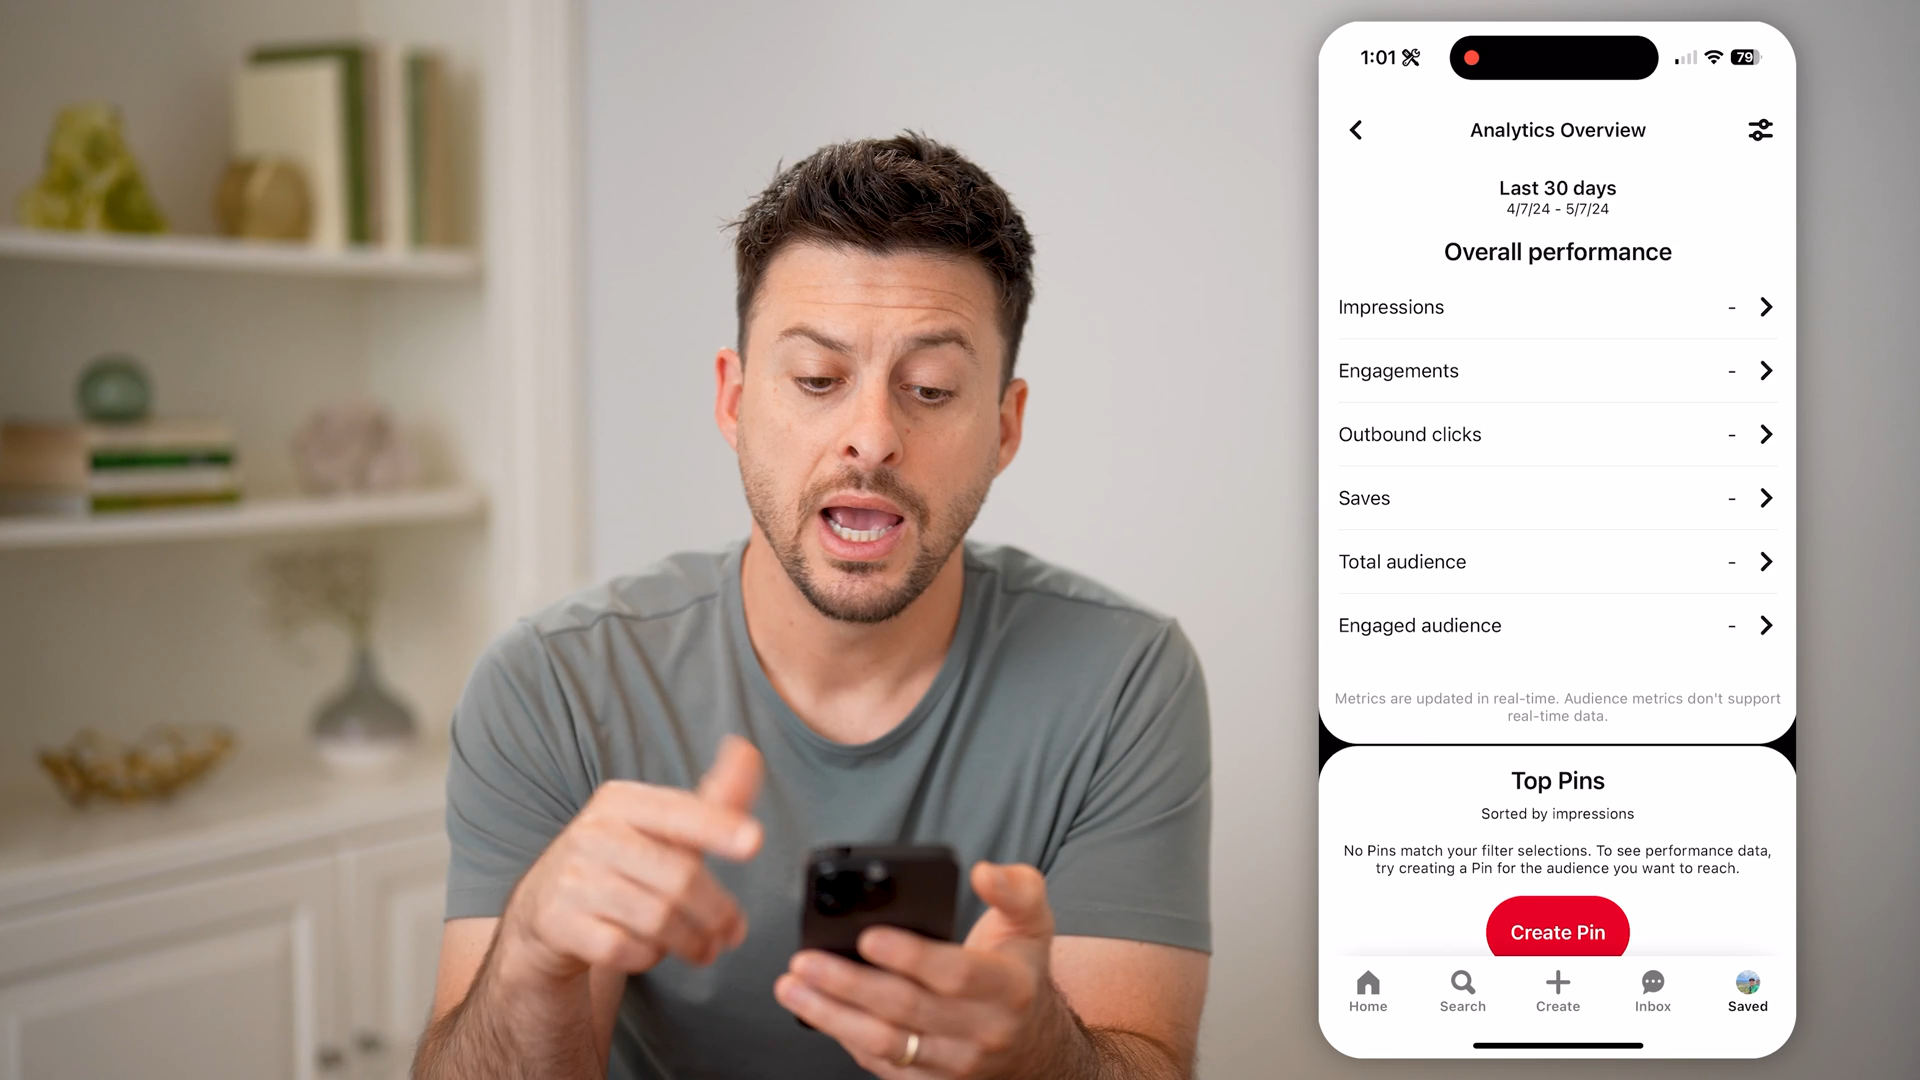 1:01
79
Analytics Overview
Last 30 days
4/7/24 - 5/7/24
Overall performance
Impressions -
Engagements -
Outbound clicks -
Saves -
Total audience -
Engaged audience -
Metrics are updated in real-time. Audience metrics don't support
real-time data.
Top Pins
Sorted by impressions
No Pins match your filter selections. To see performance data,
try creating a Pin for the audience you want to reach.
Create Pin
Home Search Create Inbox Saved